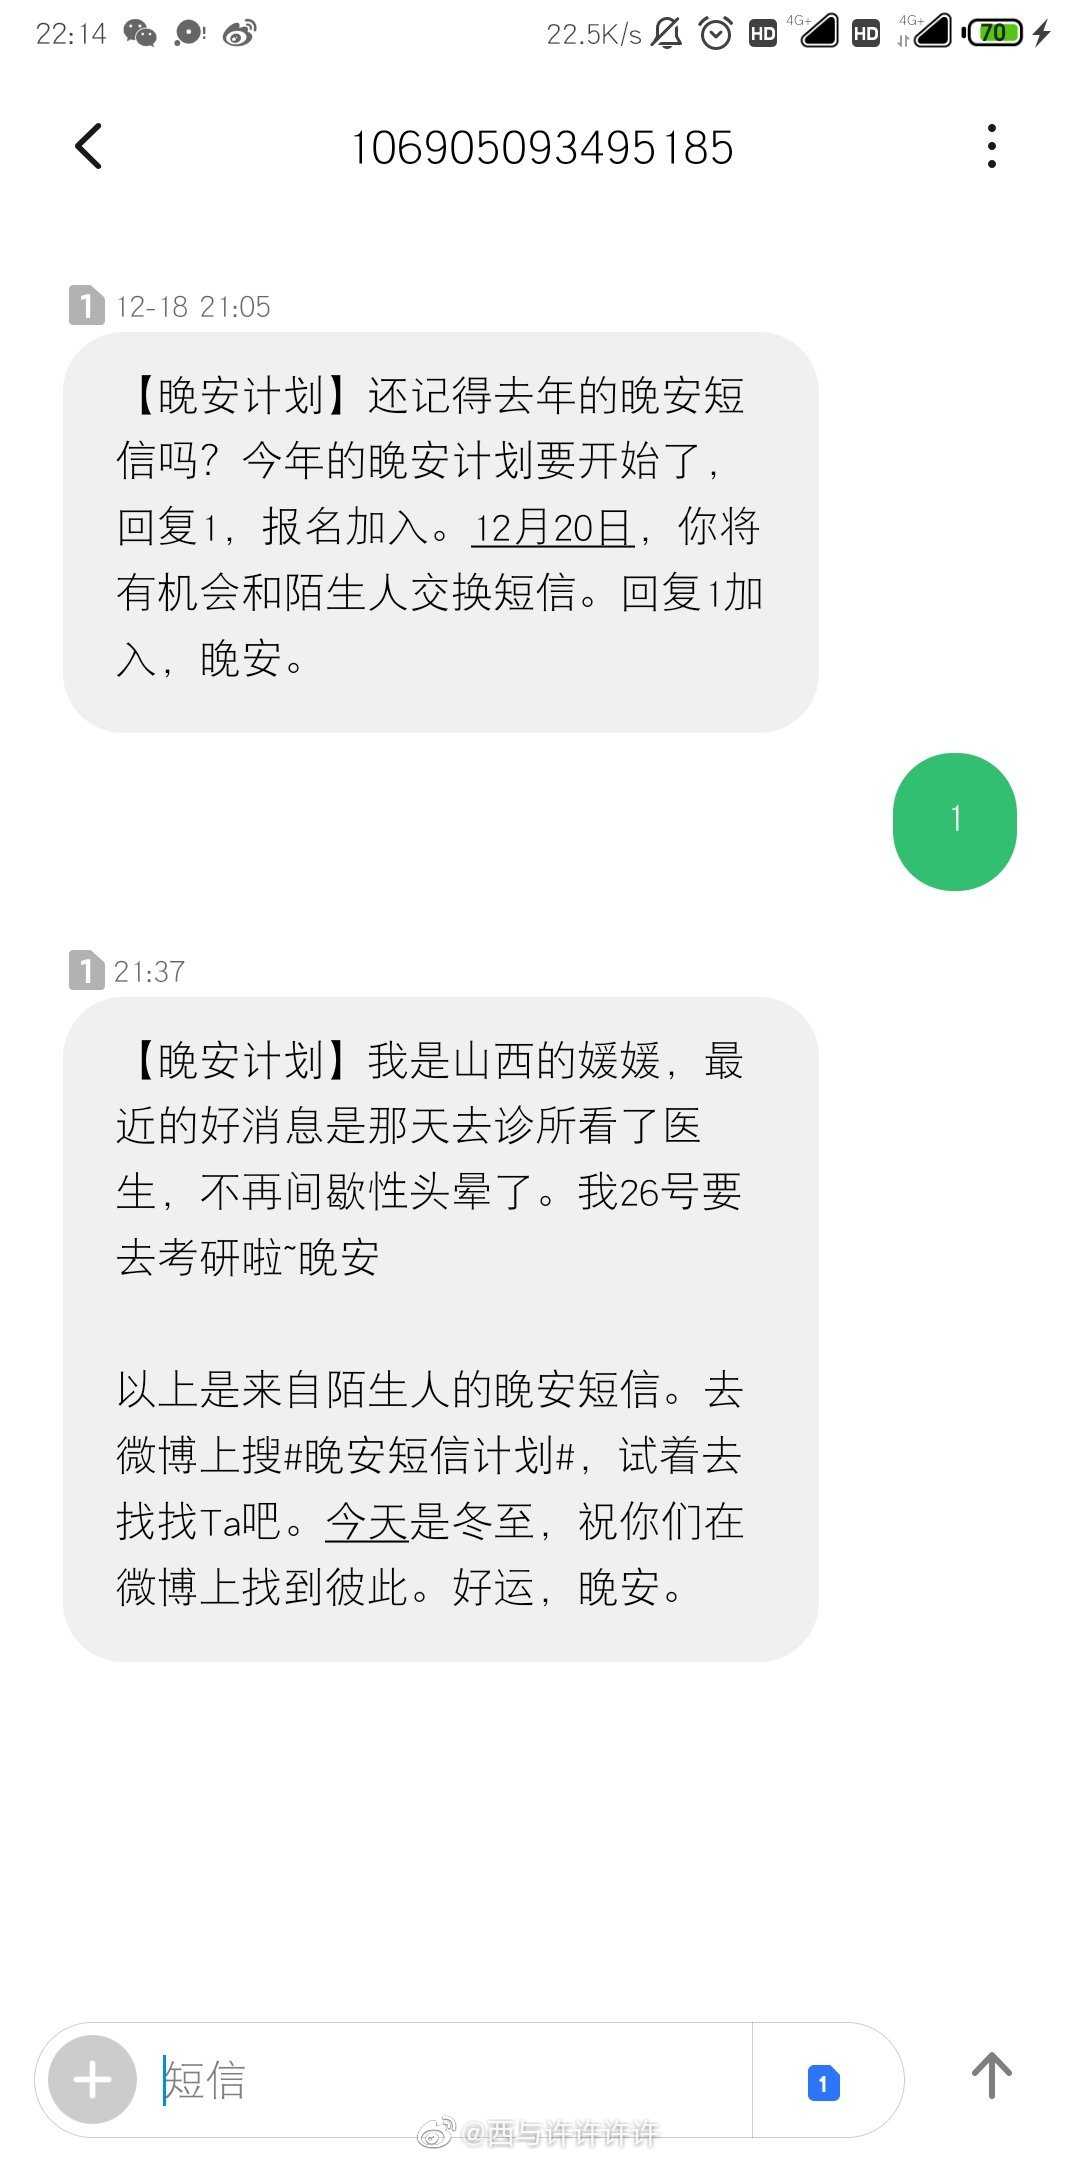 22:14
22.5K/s
HD
4G+
HD
4G+
70
106905093495185
1 12-18 21:05
【晚安计划】还记得去年的晚安短
信吗？今年的晚安计划要开始了，
回复1，报名加入。12月20日，你将
有机会和陌生人交换短信。回复1加
入，晚安。
1
1 21:37
【晚安计划】我是山西的媛媛，最
近的好消息是那天去诊所看了医
生，不再间歇性头晕了。我26号要
去考研啦~晚安
以上是来自陌生人的晚安短信。去
微博上搜#晚安短信计划#，试着去
找找Ta吧。今天是冬至，祝你们在
微博上找到彼此。好运，晚安。
短信
1
@西与许许许许